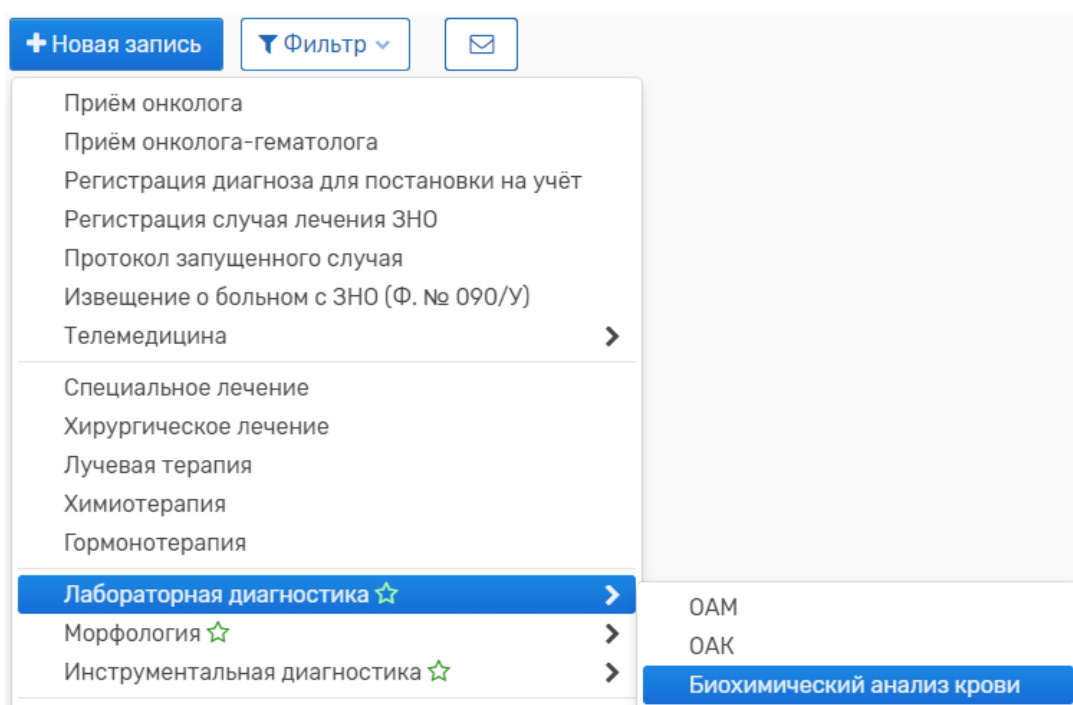 Новая запись
Фильтр
Приём онколога
Приём онколога-гематолога
Регистрация диагноза для постановки на учёт
Регистрация случая лечения ЗНО
Протокол запущенного случая
Извещение о больном с ЗНО (Ф. № 090/У)
Телемедицина
Специальное лечение
Хирургическое лечение
Лучевая терапия
Химиотерапия
Гормонотерапия
Лабораторная диагностика
Морфология
Инструментальная диагностика
ОАМ
ОАК
Биохимический анализ крови